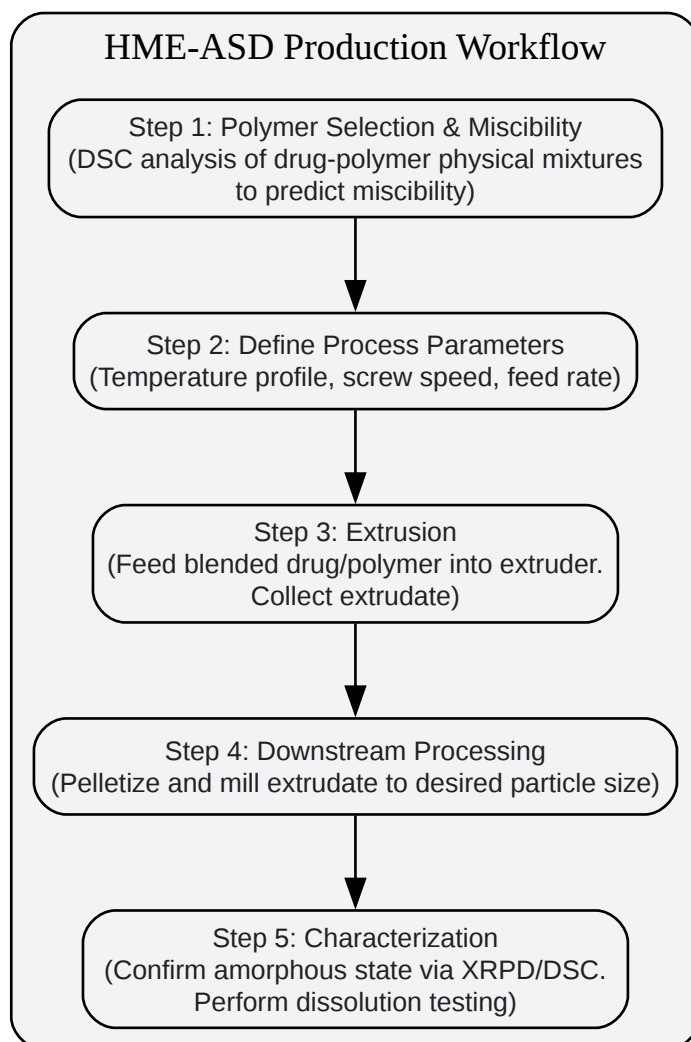 HME-ASD Production Workflow
Step 1: Polymer Selection & Miscibility
(DSC analysis of drug-polymer physical mixtures
to predict miscibility)
Step 2: Define Process Parameters
(Temperature profile, screw speed, feed rate)
Step 3: Extrusion
(Feed blended drug/polymer into extruder.
Collect extrudate)
Step 4: Downstream Processing
(Pelletize and mill extrudate to desired particle size)
Step 5: Characterization
(Confirm amorphous state via XRPD/DSC.
Perform dissolution testing)